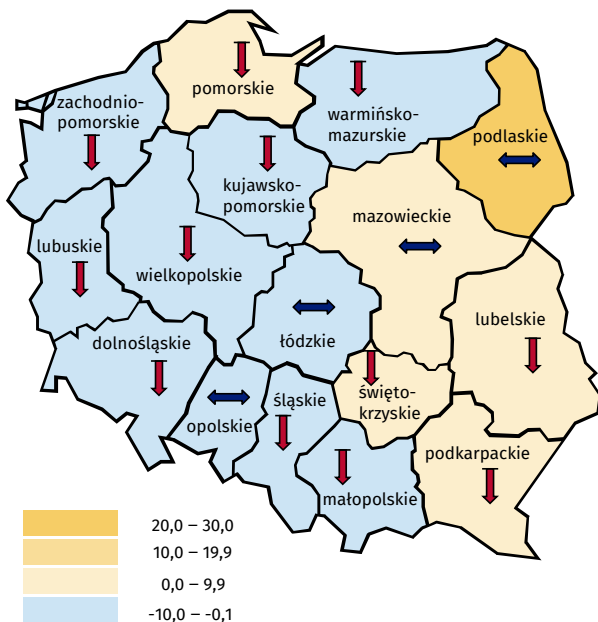 pomorskie
zachodnio-
pomorskie
warmińsko-
mazurskie
podlaskie
kujawsko-
pomorskie
mazowieckie
lubuskie
wielkopolskie
łódzkie
lubelskie
dolnośląskie
święto-
krzyskie
śląskie
opolskie
podkarpackie
małopolskie
20,0 – 30,0
10,0 – 19,9
0,0 – 9,9
-10,0 – -0,1